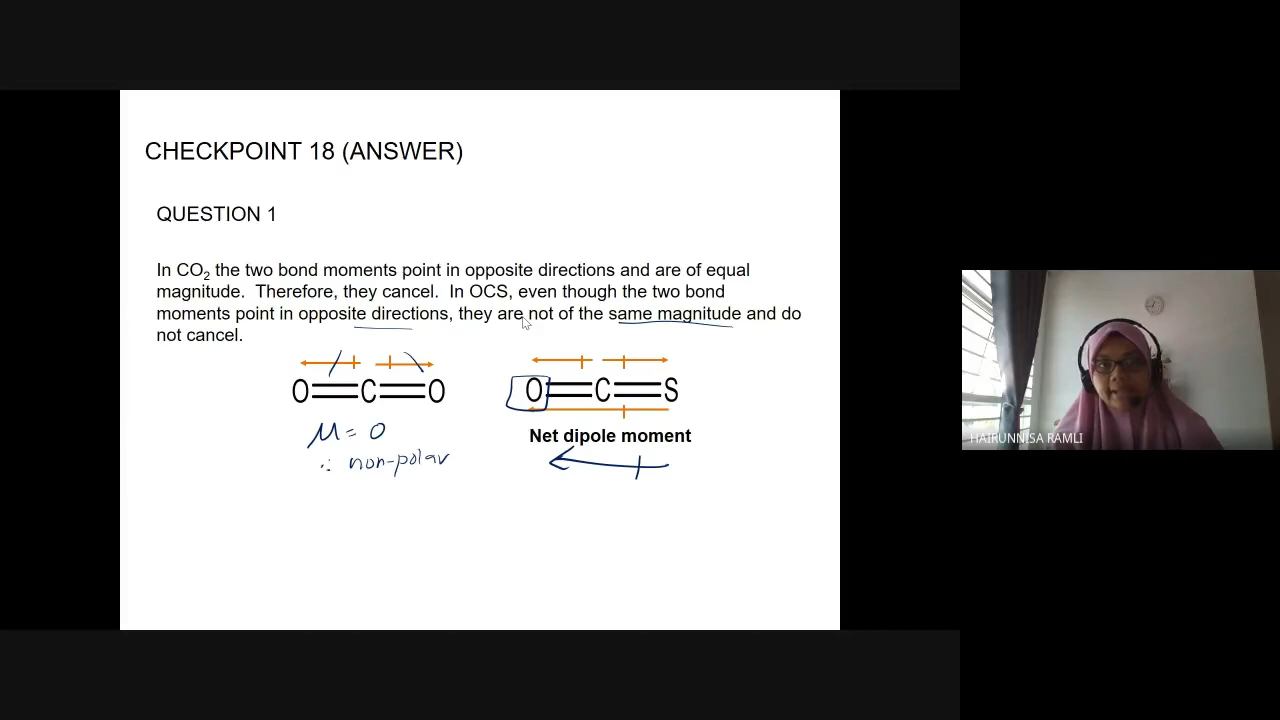 CHECKPOINT 18 (ANSWER)
QUESTION 1
In CO₂ the two bond moments point in opposite directions and are of equal
magnitude. Therefore, they cancel. In OCS, even though the two bond
moments point in opposite directions, they are not of the same magnitude and do
not cancel.
O=C=O
O=C=S
μ = 0
Net dipole moment
∴ non-polar
HAIRUNNISA RAMLI